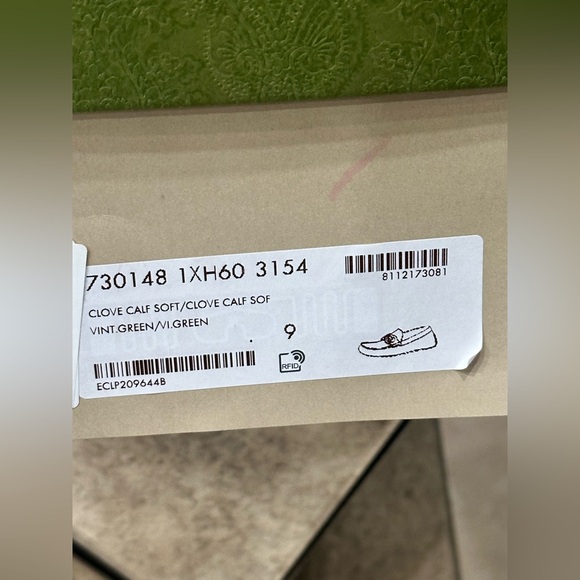 730148 1XH60 3154
8112173081
CLOVE CALF SOFT/CLOVE CALF SOF
VINT.GREEN/VI.GREEN
. 9
RFID
ECLP209644B